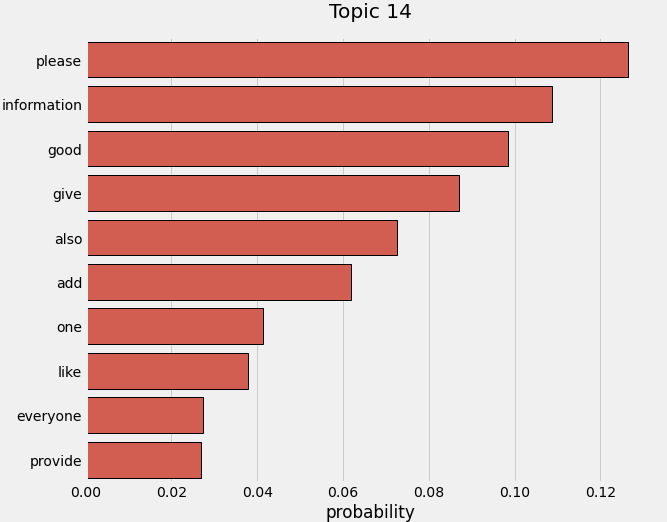 Topic 14
please
information
good
give
also
add
one
like
everyone
provide
0.00 0.02 0.04 0.06 0.08 0.10 0.12
probability